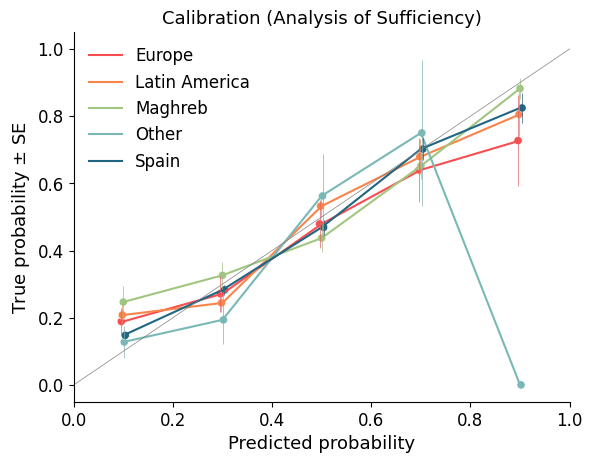 Calibration (Analysis of Sufficiency)
True probability ± SE
1.0
0.8
0.6
0.4
0.2
0.0
Europe
Latin America
Maghreb
Other
Spain
0.0 0.2 0.4 0.6 0.8 1.0
Predicted probability